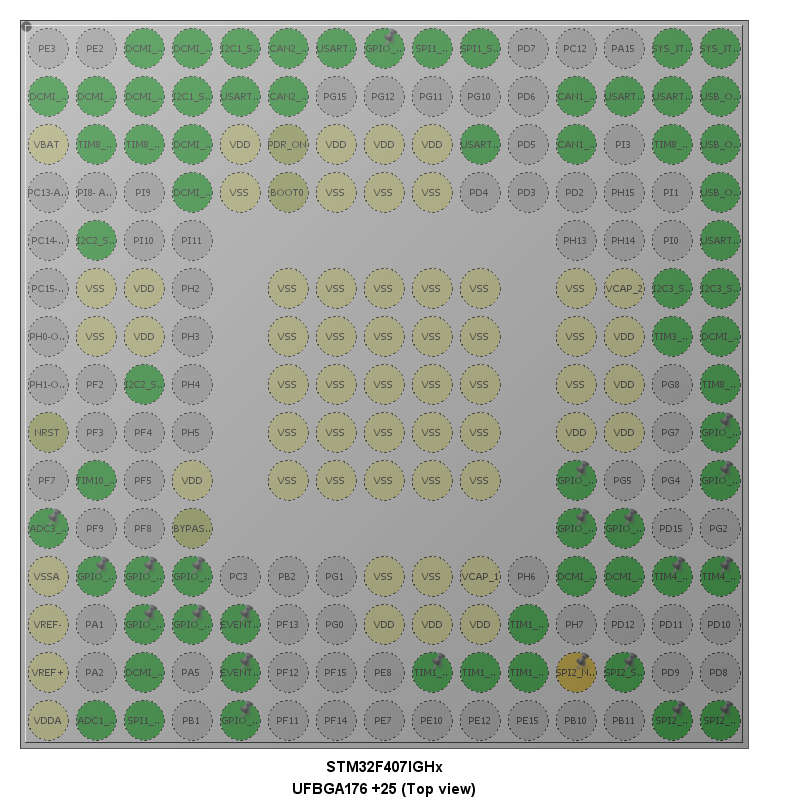 PE3 PE2 DCMI_.. DCMI_.. I2C1_S.. CAN2_.. USART.. GPIO_.. SPI1_.. SPI1_S.. PD7 PC12 PA15 SYS_JT.. SYS_JT..
DCMI_.. DCMI_.. DCMI_.. I2C1_S.. USART.. CAN2_.. PG15 PG12 PG11 PG10 PD6 CAN1_.. USART.. USART.. USB_O..
VBAT TIM8_.. TIM8_.. DCMI_.. VDD PDR_ON VDD VDD VDD USART.. PD5 CAN1_.. PI3 TIM8_.. USB_O..
PC13-A.. PI8- A.. PI9 DCMI_.. VSS BOOT0 VSS VSS VSS PD4 PD3 PD2 PH15 PI1 USB_O..
PC14-.. I2C2_S.. PI10 PI11 PH13 PH14 PI0 USART..
PC15-.. VSS VDD PH2 VSS VSS VSS VSS VSS VSS VCAP_2 I2C3_S.. I2C3_S..
PH0-O.. VSS VDD PH3 VSS VSS VSS VSS VSS VSS VDD TIM3_.. DCMI_..
PH1-O.. PF2 I2C2_S.. PH4 VSS VSS VSS VSS VSS VSS VDD PG8 TIM8_..
NRST PF3 PF4 PH5 VSS VSS VSS VSS VSS VDD VDD PG7 GPIO_..
PF7 TIM10_.. PF5 VDD VSS VSS VSS VSS VSS GPIO_.. PG5 PG4 GPIO_..
ADC3_.. PF9 PF8 BYPAS.. GPIO_.. GPIO_.. PD15 PG2
VSSA GPIO_.. GPIO_.. GPIO_.. PC3 PB2 PG1 VSS VSS VCAP_1 PH6 DCMI_.. DCMI_.. TIM4_.. TIM4_..
VREF- PA1 GPIO_.. GPIO_.. EVENT.. PF13 PG0 VDD VDD VDD TIM1_.. PH7 PD12 PD11 PD10
VREF+ PA2 DCMI_.. PA5 EVENT.. PF12 PF15 PE8 TIM1_.. TIM1_.. TIM1_.. SPI2_N.. SPI2_S.. PD9 PD8
VDDA ADC1_.. SPI1_.. PB1 GPIO_.. PF11 PF14 PE7 PE10 PE12 PE15 PB10 PB11 SPI2_.. SPI2_..
STM32F407IGHx
UFBGA176 +25 (Top view)